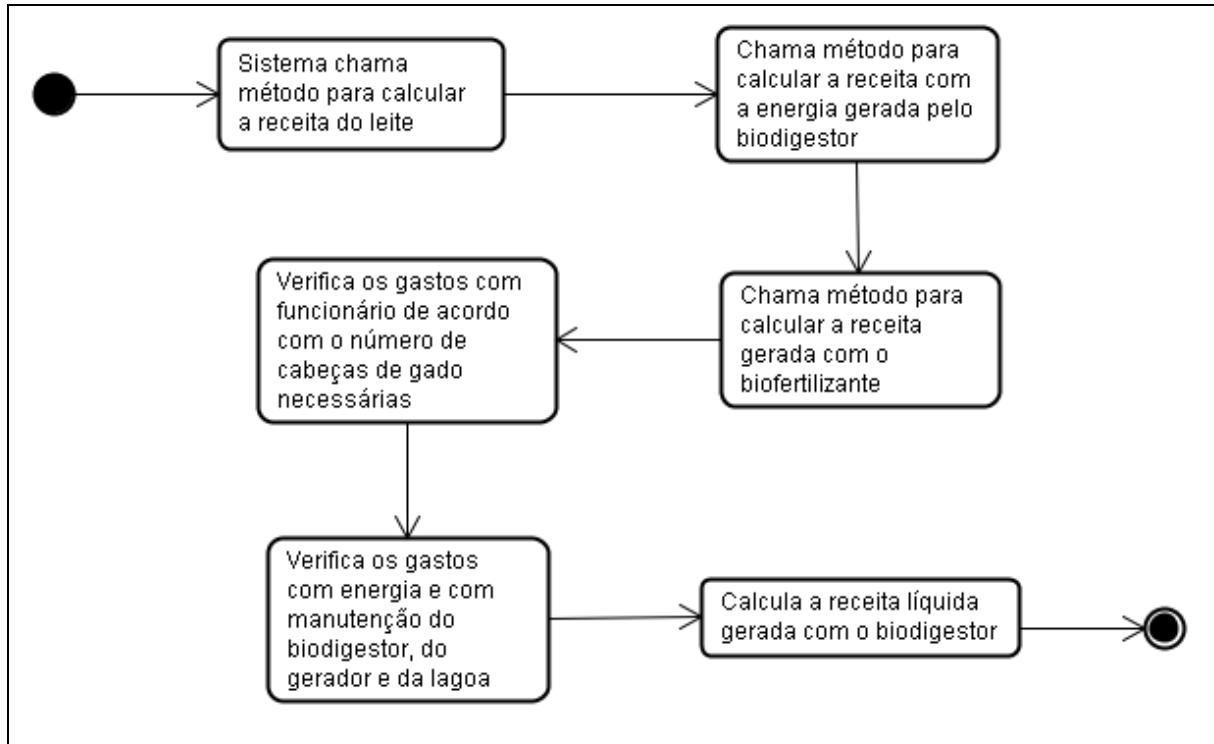 Sistema chama
método para calcular
a receita do leite
Chama método para
calcular a receita com
a energia gerada pelo
biodigestor
Chama método para
calcular a receita
gerada com o
biofertilizante
Verifica os gastos com
funcionário de acordo
com o número de
cabeças de gado
necessárias
Verifica os gastos
com energia e com
manutenção do
biodigestor, do
gerador e da lagoa
Calcula a receita líquida
gerada com o biodigestor